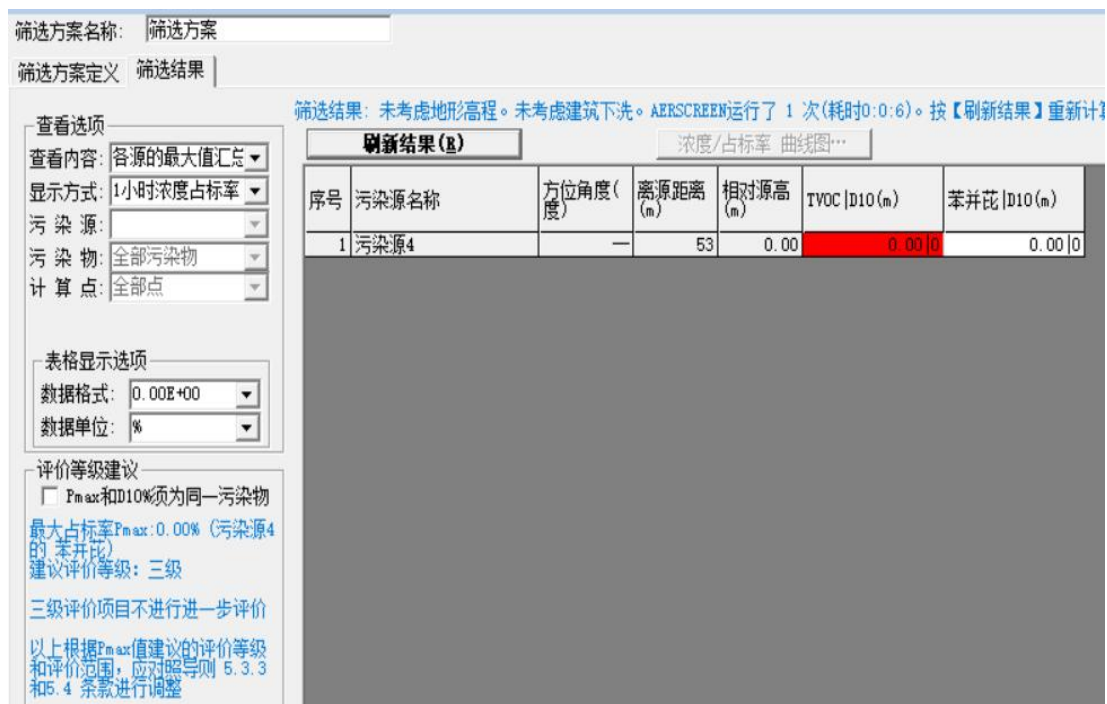 筛选方案名称: 筛选方案
筛选方案定义 筛选结果
筛选结果: 未考虑地形高程。未考虑建筑下洗。AERSCREEN运行了 1 次(耗时0:0:6)。按【刷新结果】重新计算
刷新结果(R) 浓度/占标率 曲线图…
查看选项
查看内容: 各源的最大值汇总
显示方式: 1小时浓度占标率
污 染 源:
污 染 物: 全部污染物
计 算 点: 全部点
序号 污染源名称 方位角度(度) 离源距离(m) 相对源高(m) TVOC|D10(m) 苯并芘|D10(m)
1 污染源4 — 53 0.00 0.00|0 0.00|0
表格显示选项
数据格式: 0.00E+00
数据单位: %
评价等级建议
Pmax和D10%须为同一污染物
最大占标率Pmax:0.00% (污染源4
的 苯并芘)
建议评价等级: 三级
三级评价项目不进行进一步评价
以上根据Pmax值建议的评价等级
和评价范围, 应对照导则 5.3.3
和5.4 条款进行调整